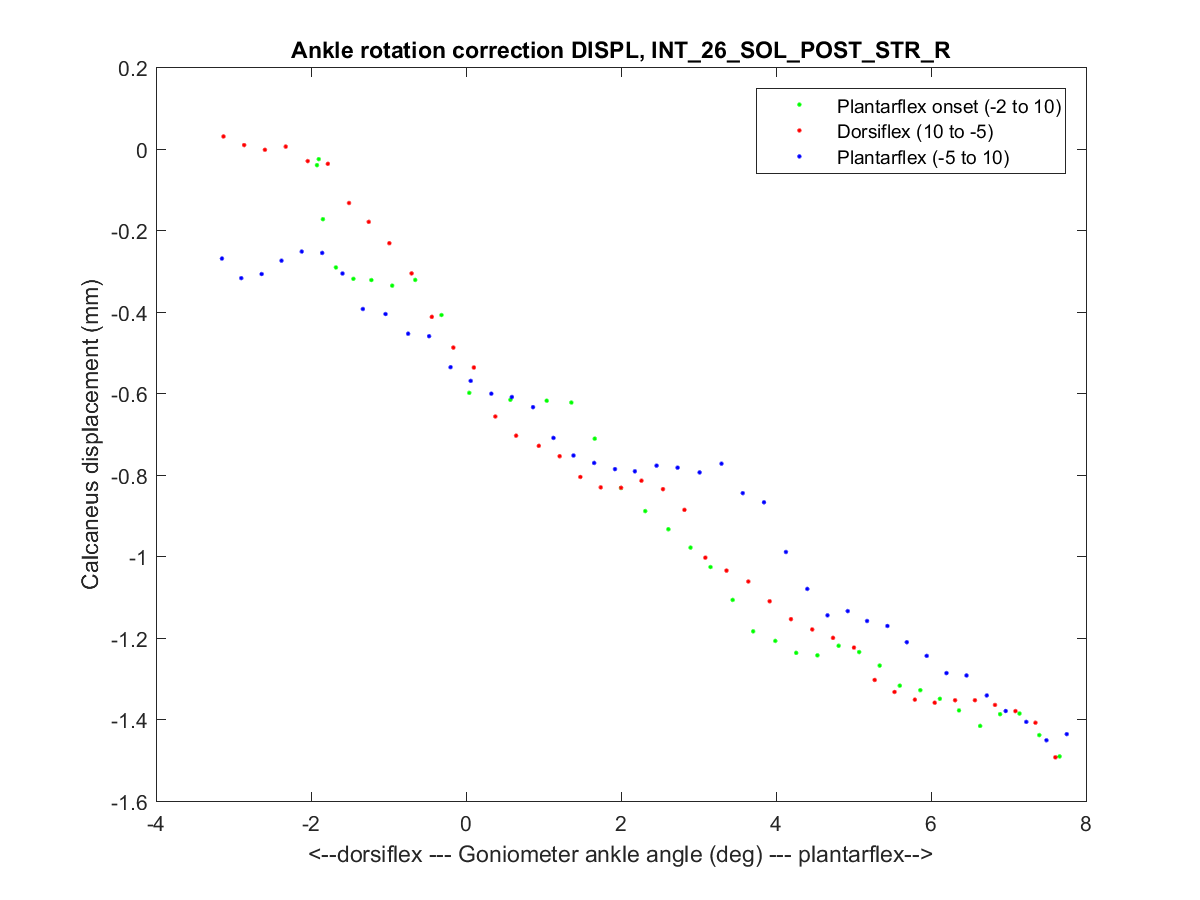 Ankle rotation correction DISPL, INT_26_SOL_POST_STR_R
0.2
0
-0.2
-0.4
-0.6
-0.8
-1
-1.2
-1.4
-1.6
Calcaneus displacement (mm)
Plantarflex onset (-2 to 10)
Dorsiflex (10 to -5)
Plantarflex (-5 to 10)
-4 -2 0 2 4 6 8
<--dorsiflex --- Goniometer ankle angle (deg) --- plantarflex-->